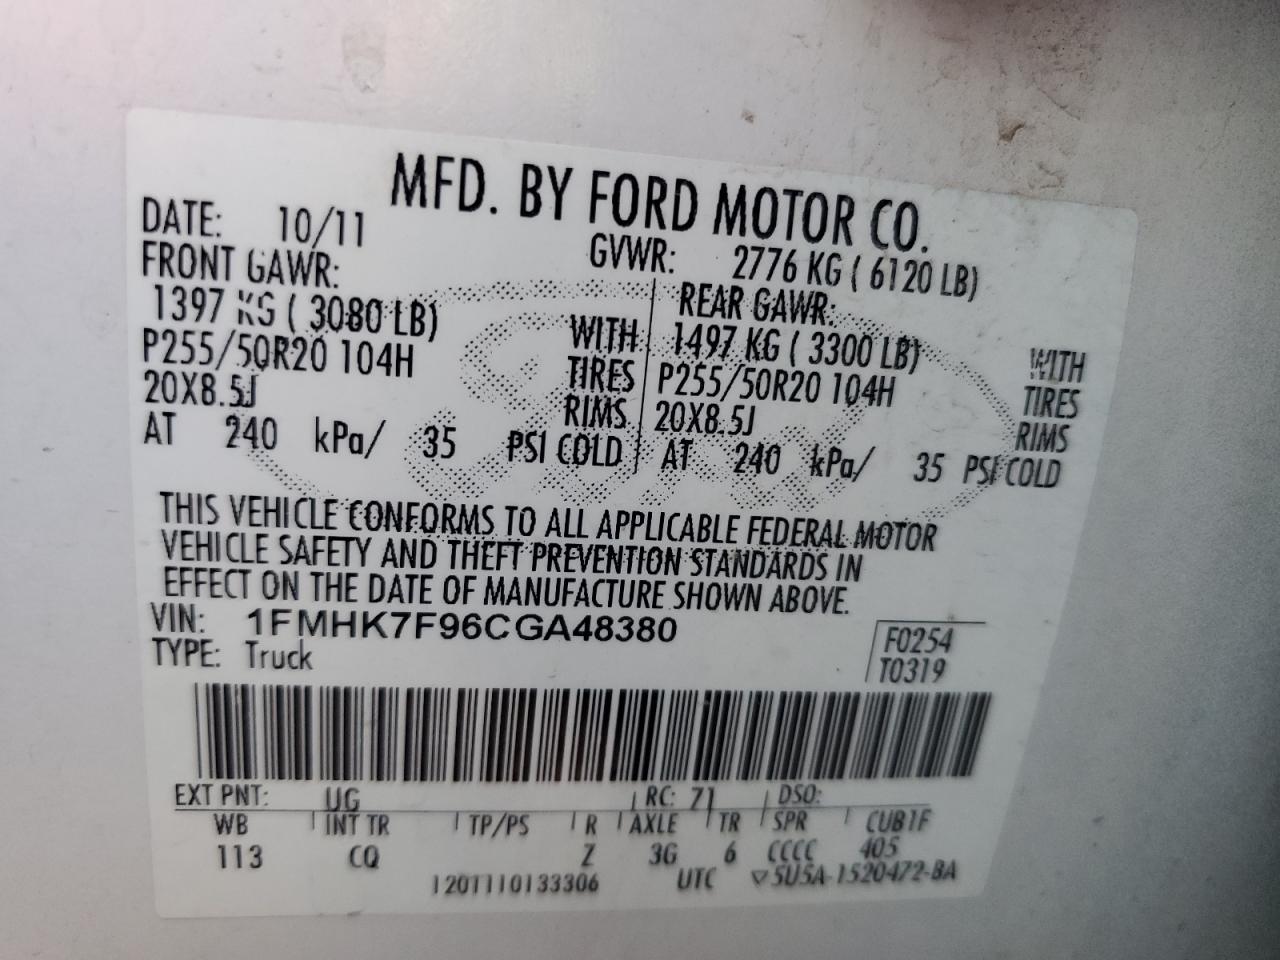 MFD. BY FORD MOTOR CO.
DATE: 10/11 GVWR: 2776 KG ( 6120 LB)
FRONT GAWR: REAR GAWR:
1397 KG ( 3080 LB) WITH 1497 KG ( 3300 LB) WITH
P255/50R20 104H TIRES P255/50R20 104H TIRES
20X8.5J RIMS 20X8.5J RIMS
AT 240 kPa/ 35 PSI COLD AT 240 kPa/ 35 PSI COLD
THIS VEHICLE CONFORMS TO ALL APPLICABLE FEDERAL MOTOR
VEHICLE SAFETY AND THEFT PREVENTION STANDARDS IN
EFFECT ON THE DATE OF MANUFACTURE SHOWN ABOVE.
VIN: 1FMHK7F96CGA48380 F0254
TYPE: Truck T0319
EXT PNT: UG RC: 71 DSO:
WB INT TR TP/PS R AXLE TR SPR CUB1F
113 CQ Z 3G 6 CCCC 405
120T110133306 UTC ▽5U5A-1520472-BA